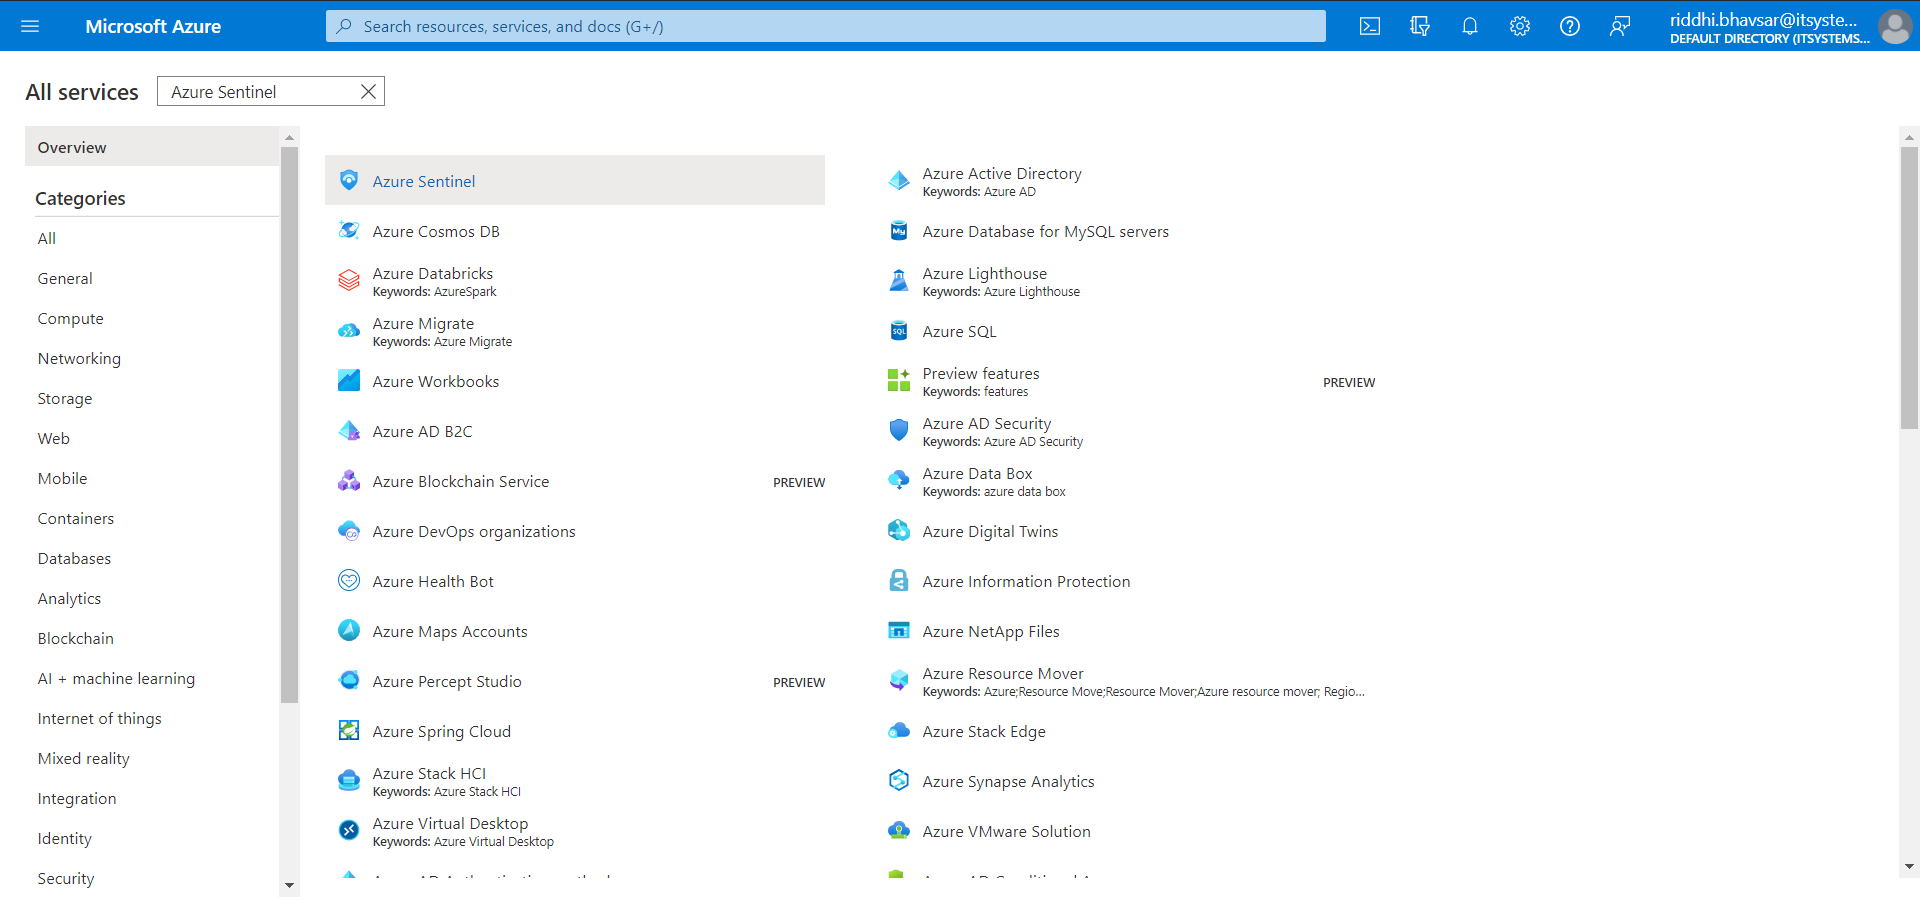 Microsoft Azure
Search resources, services, and docs (G+/)
riddhi.bhavsar@itsyste...
DEFAULT DIRECTORY (ITSYSTEMS...
All services
Azure Sentinel
Overview
Categories
All
General
Compute
Networking
Storage
Web
Mobile
Containers
Databases
Analytics
Blockchain
AI + machine learning
Internet of things
Mixed reality
Integration
Identity
Security
Azure Sentinel
Azure Cosmos DB
Azure Databricks
Keywords: AzureSpark
Azure Migrate
Keywords: Azure Migrate
Azure Workbooks
Azure AD B2C
Azure Blockchain Service
PREVIEW
Azure DevOps organizations
Azure Health Bot
Azure Maps Accounts
Azure Percept Studio
PREVIEW
Azure Spring Cloud
Azure Stack HCI
Keywords: Azure Stack HCI
Azure Virtual Desktop
Keywords: Azure Virtual Desktop
Azure Active Directory
Keywords: Azure AD
Azure Database for MySQL servers
Azure Lighthouse
Keywords: Azure Lighthouse
Azure SQL
Preview features
Keywords: features
PREVIEW
Azure AD Security
Keywords: Azure AD Security
Azure Data Box
Keywords: azure data box
Azure Digital Twins
Azure Information Protection
Azure NetApp Files
Azure Resource Mover
Keywords: Azure;Resource Move;Resource Mover;Azure resource mover; Regio...
Azure Stack Edge
Azure Synapse Analytics
Azure VMware Solution